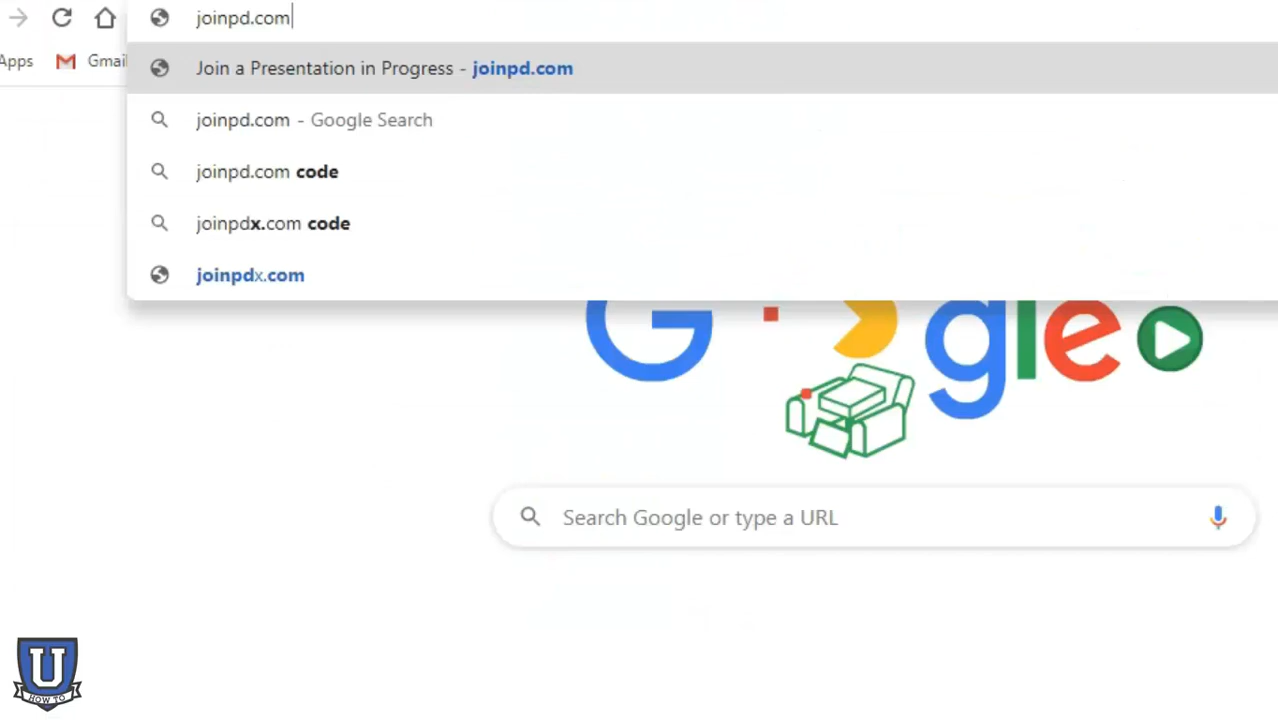 joinpd.com
Apps Gmail
Join a Presentation in Progress - joinpd.com
joinpd.com - Google Search
joinpd.com code
joinpdx.com code
joinpdx.com
Google
Search Google or type a URL
U
HOW TO